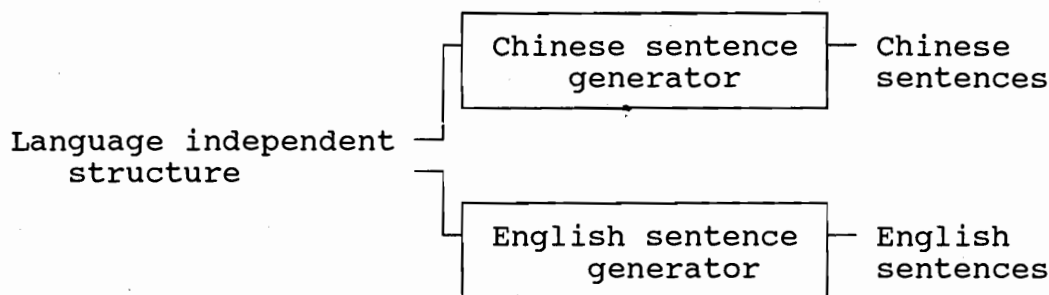 Chinese sentence
generator
Chinese
sentences
Language independent
structure
English sentence
generator
English
sentences